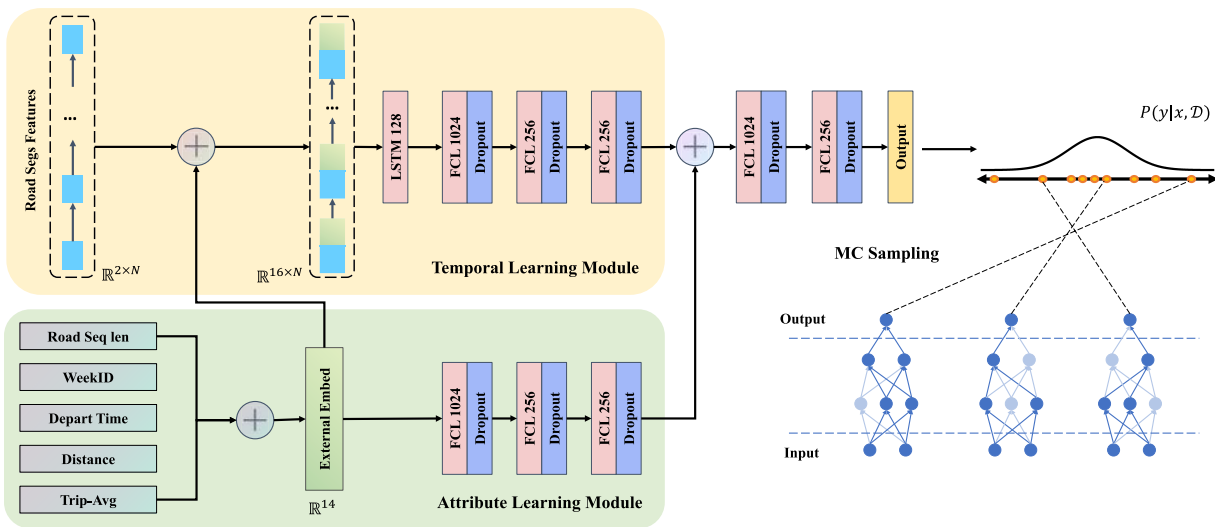 Road Segs Features
...
ℝ^{2×N}
...
ℝ^{16×N}
LSTM 128
FCL 1024
Dropout
FCL 256
Dropout
FCL 256
Dropout
Temporal Learning Module
FCL 1024
Dropout
FCL 256
Dropout
Output
P(y|x, 𝒟)
MC Sampling
Road Seq len
WeekID
Depart Time
Distance
Trip-Avg
External Embed
ℝ^{14}
FCL 1024
Dropout
FCL 256
Dropout
FCL 256
Dropout
Attribute Learning Module
Output
Input